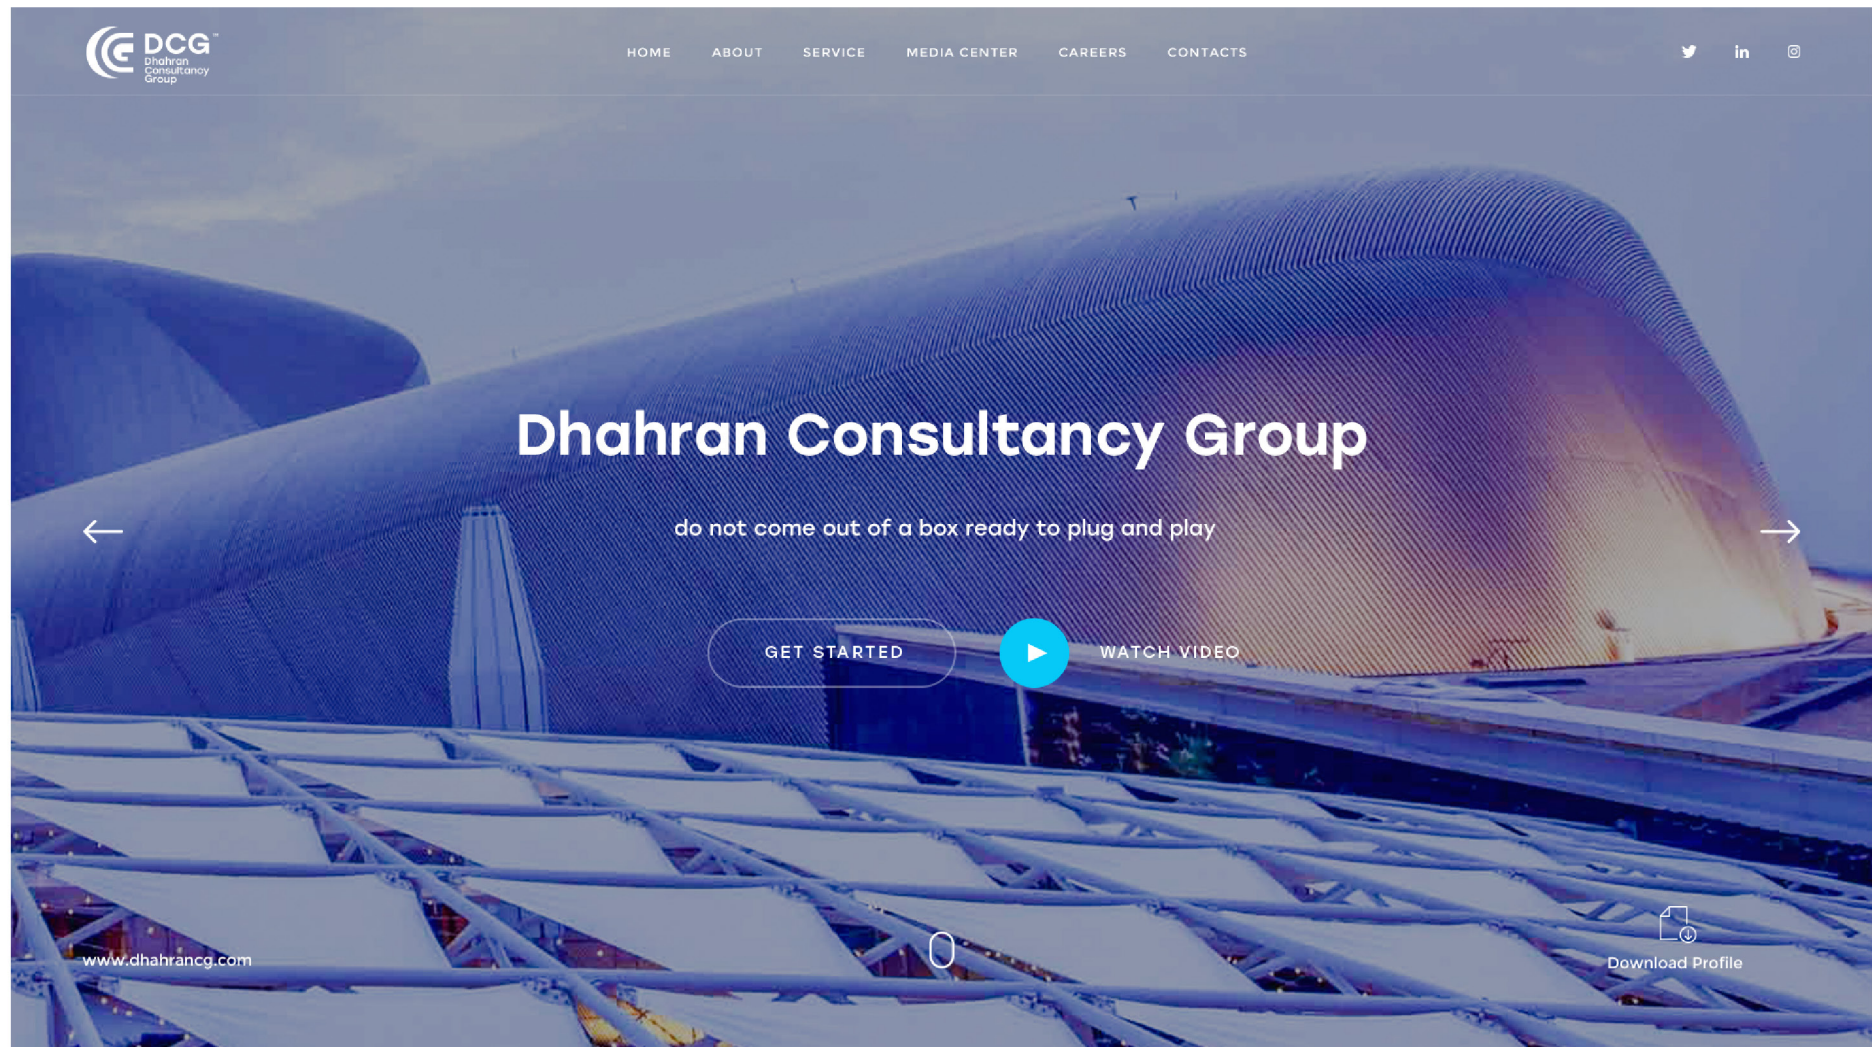 DCG™
Dhahran
Consultancy
Group
HOME ABOUT SERVICE MEDIA CENTER CAREERS CONTACTS
Dhahran Consultancy Group
do not come out of a box ready to plug and play
GET STARTED
WATCH VIDEO
www.dhahrancg.com
Download Profile